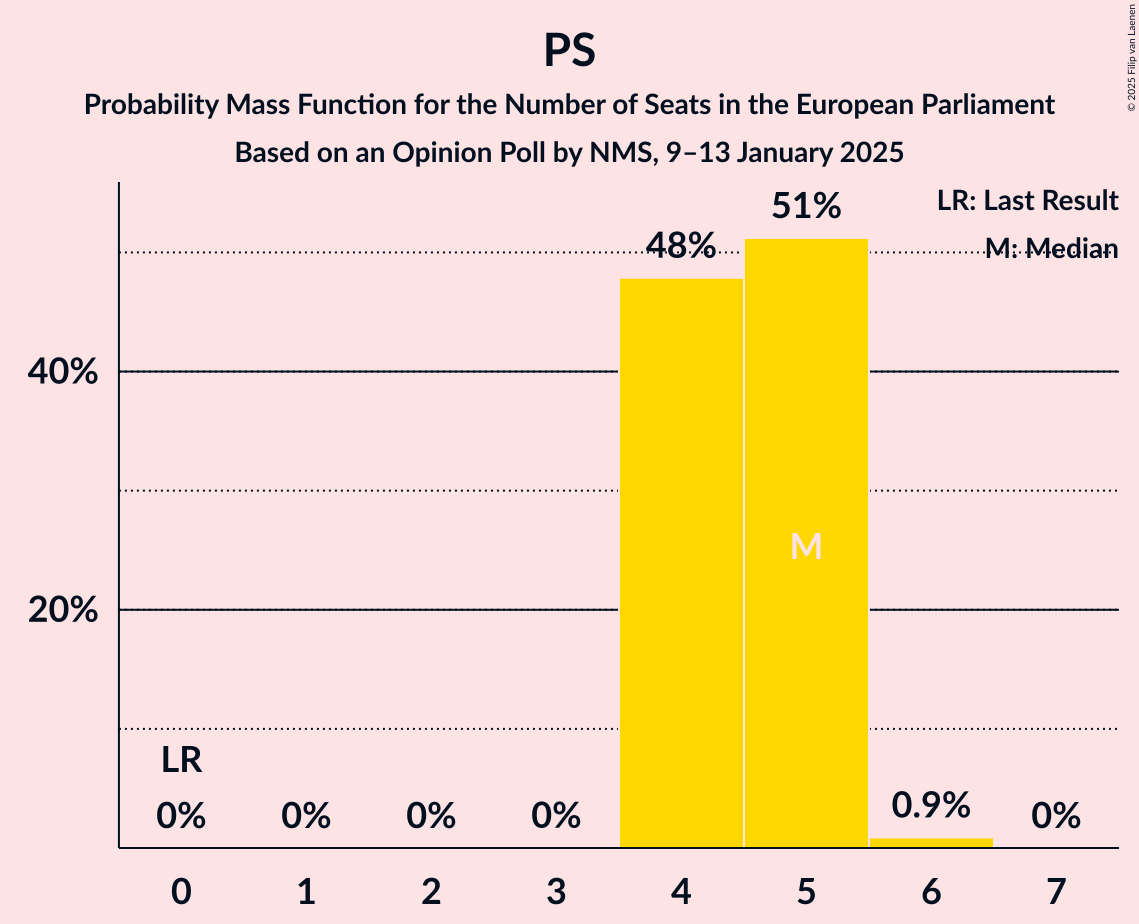 PS
Probability Mass Function for the Number of Seats in the European Parliament
Based on an Opinion Poll by NMS, 9–13 January 2025
© 2025 Filip van Laenen
LR: Last Result
M: Median
51%
48%
40%
M
20%
LR
0% 0% 0% 0% 0.9% 0%
0 1 2 3 4 5 6 7